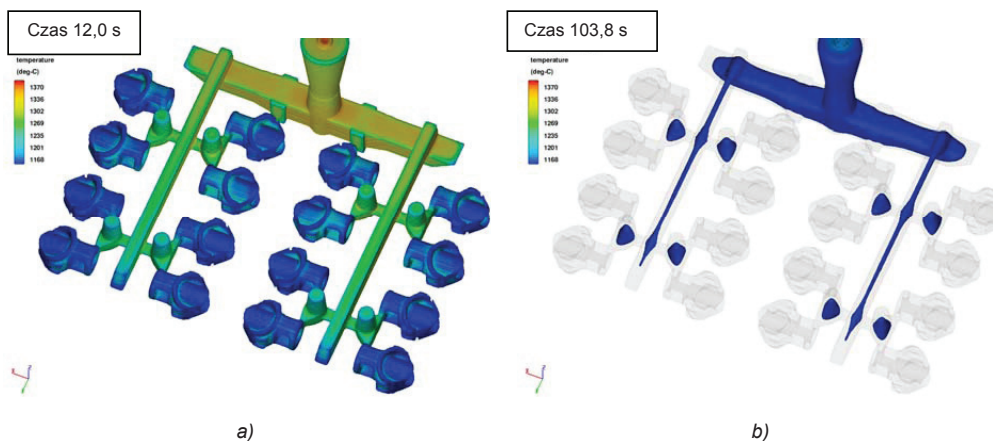 Czas 12,0 s
temperature
(deg-C)
1370
1336
1302
1269
1235
1201
1168
a)
Czas 103,8 s
temperature
(deg-C)
1370
1336
1302
1269
1235
1201
1168
b)